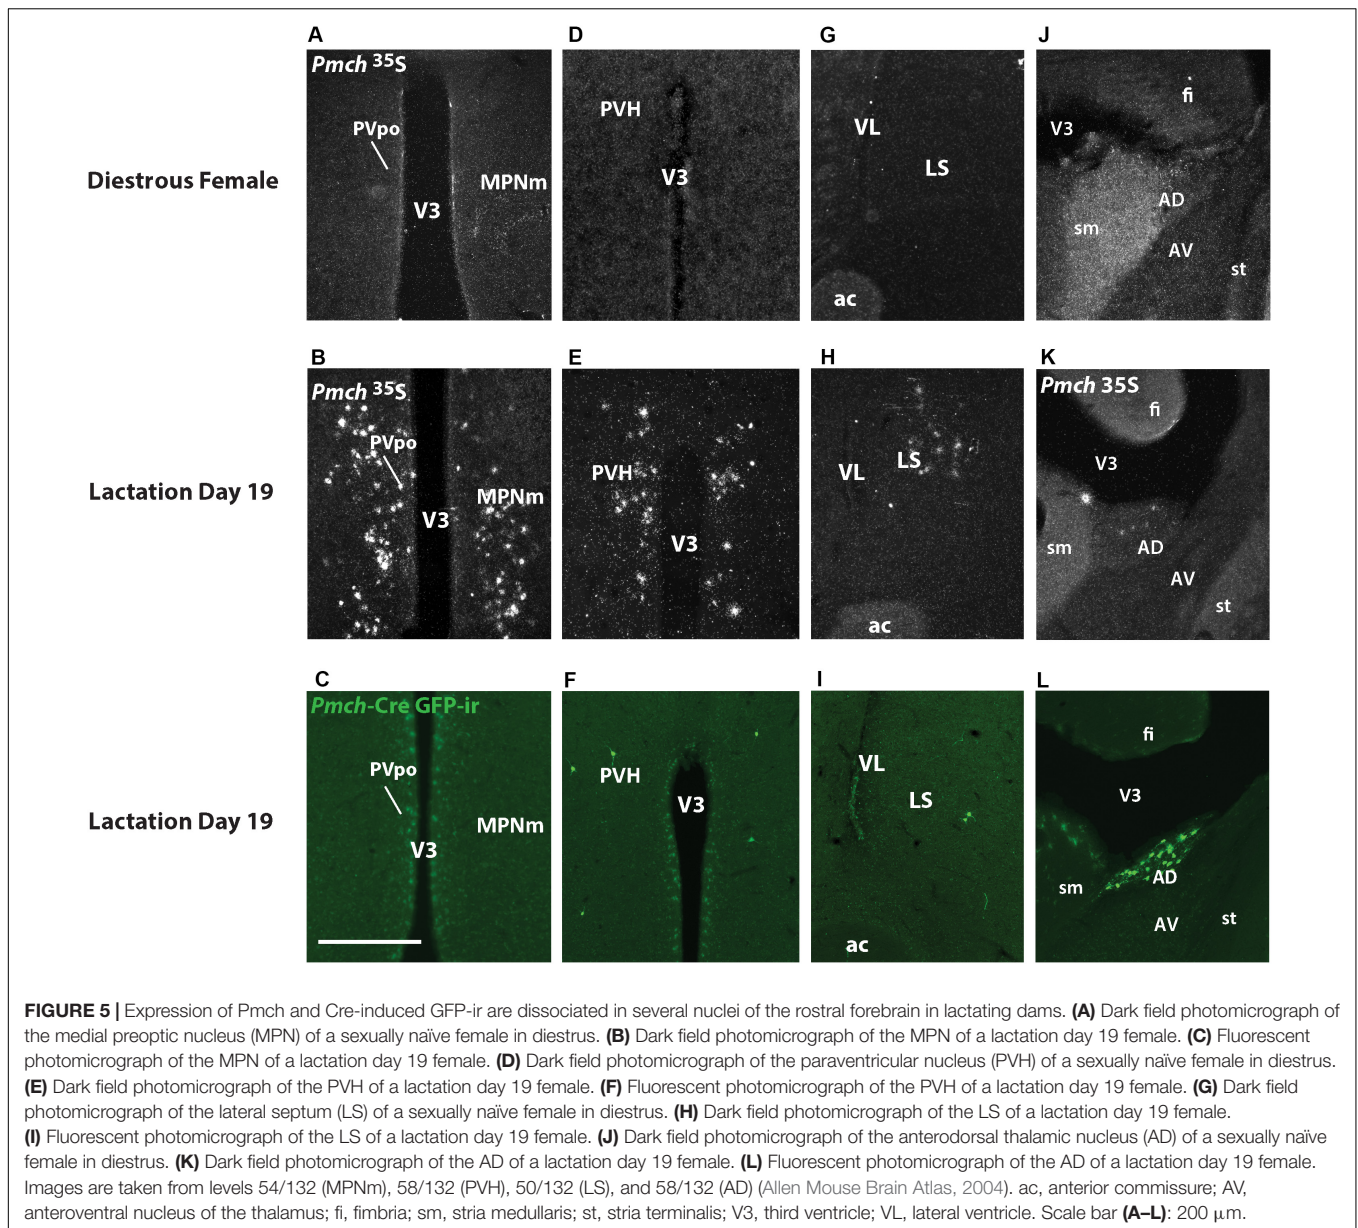 A D G J
Pmch 35S fi
PVpo PVH VL V3
Diestrous Female MPNm V3 LS AD
V3 sm AV
ac st
B E H K
Pmch 35S Pmch 35S
PVpo fi
PVH VL LS V3
Lactation Day 19 MPNm
V3 V3 sm AD
AV
ac st
C F I L
Pmch-Cre GFP-ir
fi
PVpo PVH VL
V3 LS V3
Lactation Day 19 MPNm
V3 sm AD
AV st
ac
FIGURE 5 | Expression of Pmch and Cre-induced GFP-ir are dissociated in several nuclei of the rostral forebrain in lactating dams. (A) Dark field photomicrograph of
the medial preoptic nucleus (MPN) of a sexually naïve female in diestrus. (B) Dark field photomicrograph of the MPN of a lactation day 19 female. (C) Fluorescent
photomicrograph of the MPN of a lactation day 19 female. (D) Dark field photomicrograph of the paraventricular nucleus (PVH) of a sexually naïve female in diestrus.
(E) Dark field photomicrograph of the PVH of a lactation day 19 female. (F) Fluorescent photomicrograph of the PVH of a lactation day 19 female. (G) Dark field
photomicrograph of the lateral septum (LS) of a sexually naïve female in diestrus. (H) Dark field photomicrograph of the LS of a lactation day 19 female.
(I) Fluorescent photomicrograph of the LS of a lactation day 19 female. (J) Dark field photomicrograph of the anterodorsal thalamic nucleus (AD) of a sexually naïve
female in diestrus. (K) Dark field photomicrograph of the AD of a lactation day 19 female. (L) Fluorescent photomicrograph of the AD of a lactation day 19 female.
Images are taken from levels 54/132 (MPNm), 58/132 (PVH), 50/132 (LS), and 58/132 (AD) (Allen Mouse Brain Atlas, 2004). ac, anterior commissure; AV,
anteroventral nucleus of the thalamus; fi, fimbria; sm, stria medullaris; st, stria terminalis; V3, third ventricle; VL, lateral ventricle. Scale bar (A–L): 200 μm.